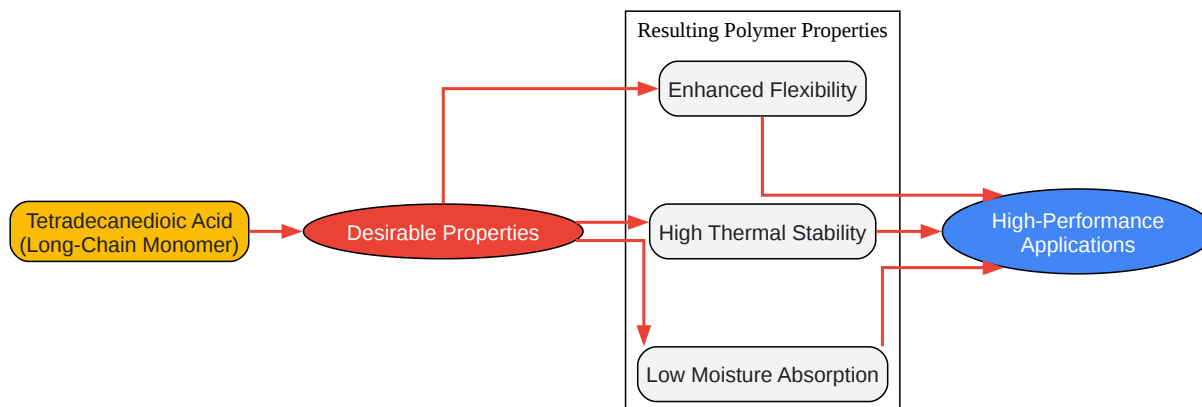 Resulting Polymer Properties
Enhanced Flexibility
Tetradecanedioic Acid
(Long-Chain Monomer)
Desirable Properties
High Thermal Stability
High-Performance
Applications
Low Moisture Absorption